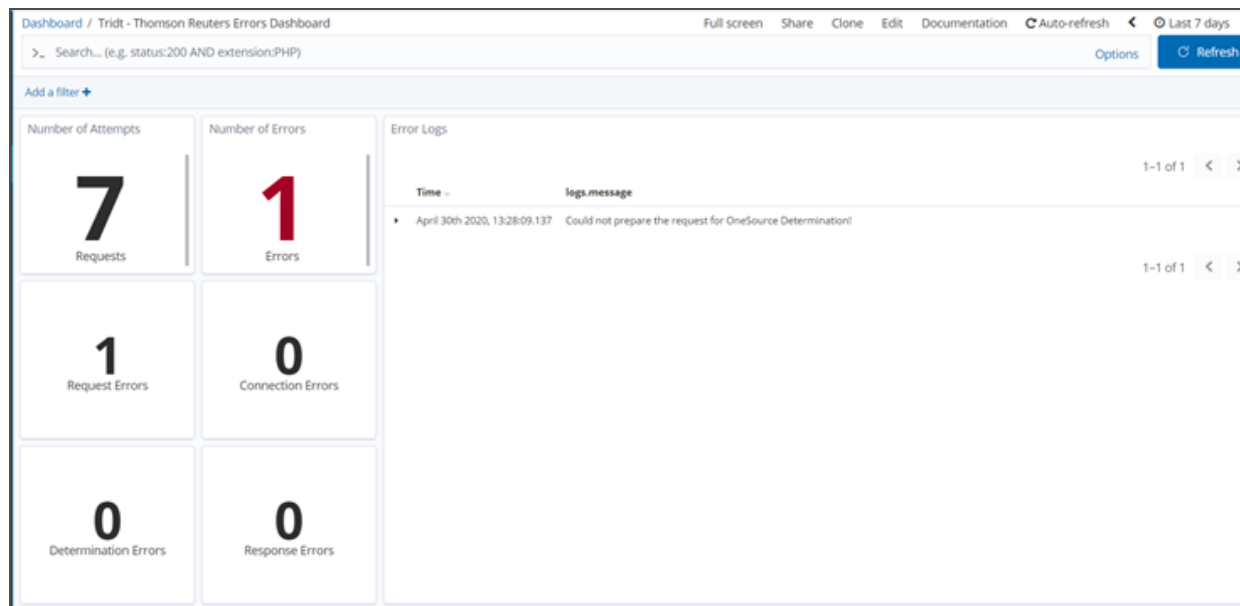 Dashboard / Tridt - Thomson Reuters Errors Dashboard
Full screen Share Clone Edit Documentation Auto-refresh Last 7 days
>_ Search... (e.g. status:200 AND extension:PHP)
Options Refresh
Add a filter +
Number of Attempts
7
Requests
Number of Errors
1
Errors
1
Request Errors
0
Connection Errors
0
Determination Errors
0
Response Errors
Error Logs
1–1 of 1
Time logs.message
April 30th 2020, 13:28:09.137 Could not prepare the request for OneSource Determination!
1–1 of 1